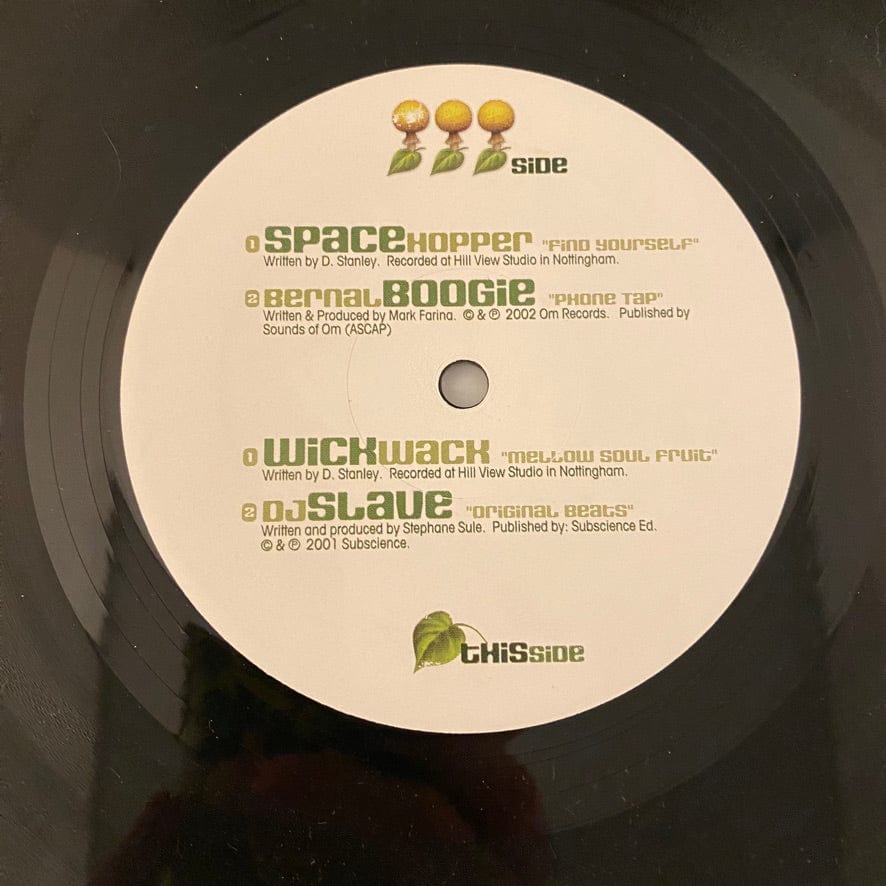 SiDE
1 SPaCEHOPPER "FiND YOURSELF"
Written by D. Stanley. Recorded at Hill View Studio in Nottingham.
2 BERNaLBOOGiE "PHONE TaP"
Written & Produced by Mark Farina. © & ℗ 2002 Om Records. Published by
Sounds of Om (ASCAP)
1 WiCKWaCK "MELLOW SOUL FRUiT"
Written by D. Stanley. Recorded at Hill View Studio in Nottingham.
2 DJSLaVE "ORiGiNaL BEaTS"
Written and produced by Stephane Sule. Published by: Subscience Ed.
© & ℗ 2001 Subscience.
tHiSSiDE